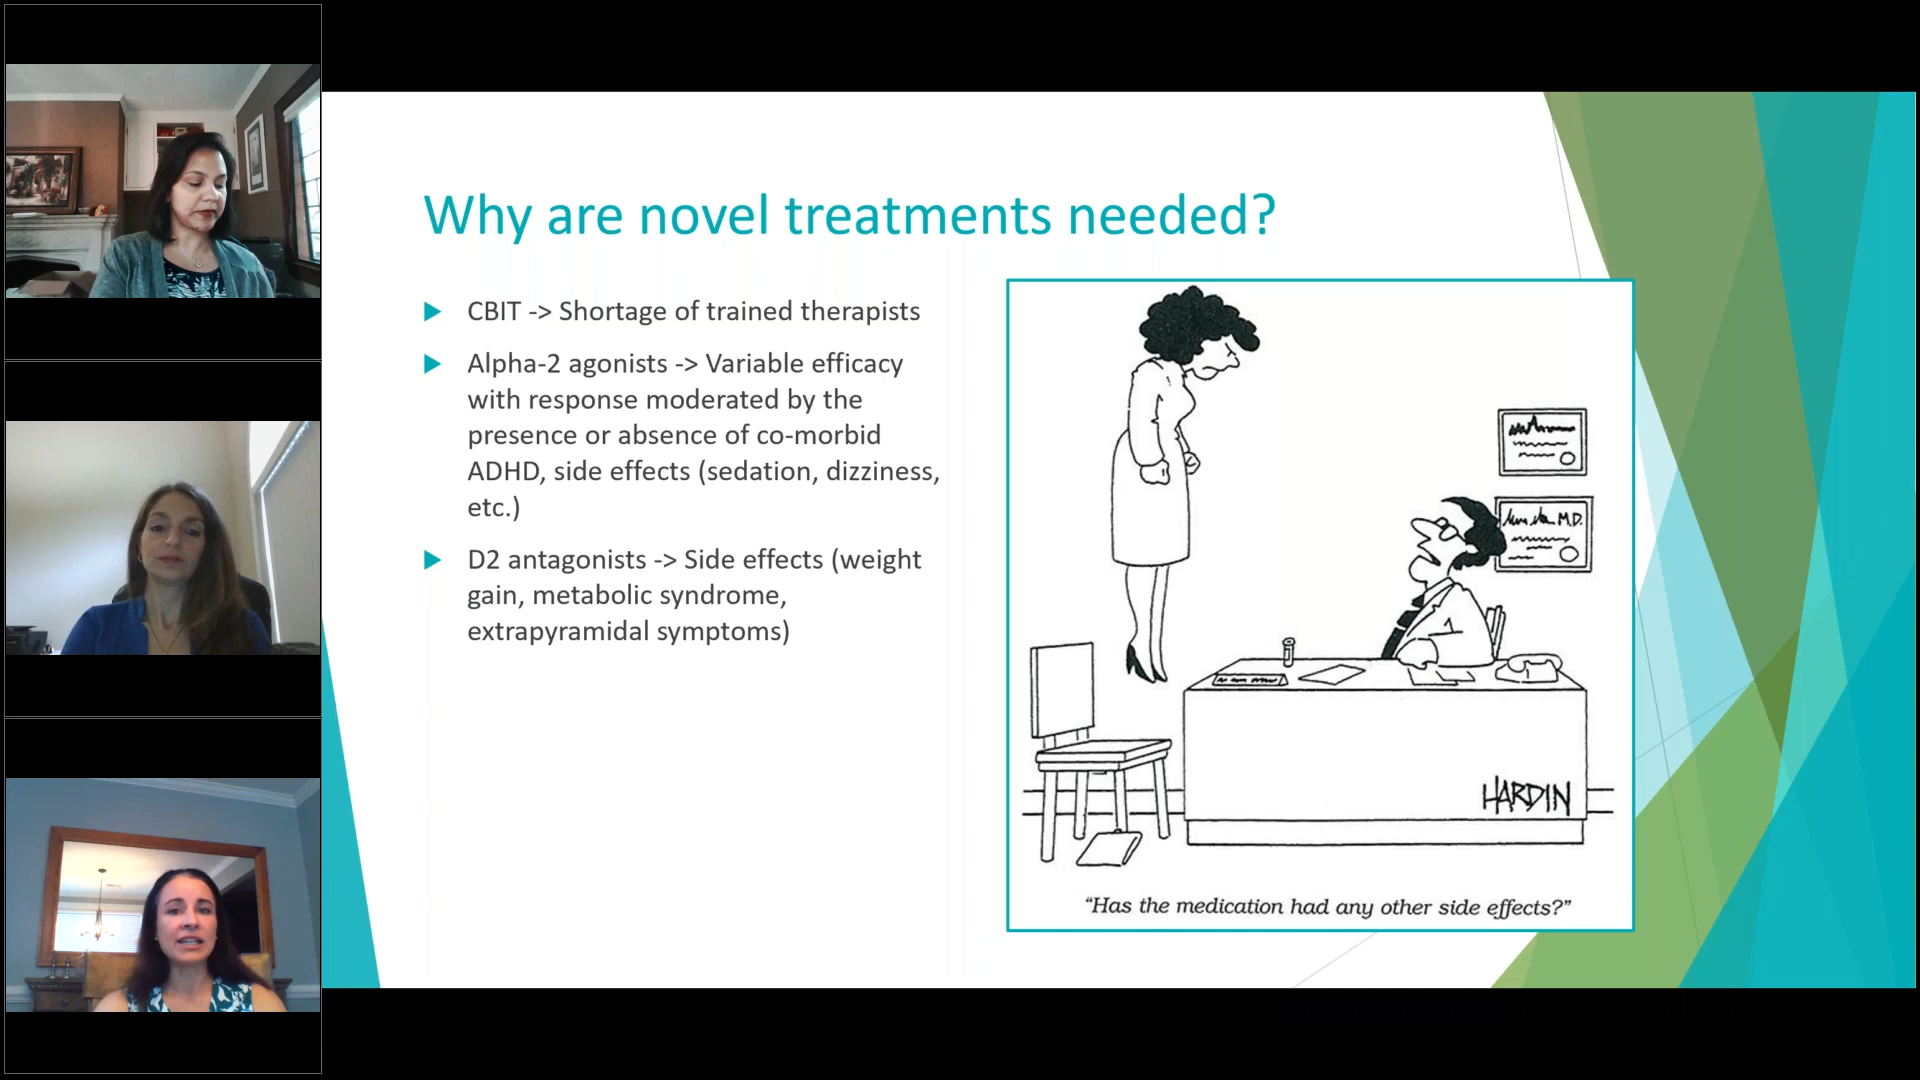 Why are novel treatments needed?
CBIT -> Shortage of trained therapists
Alpha-2 agonists -> Variable efficacy
with response moderated by the
presence or absence of co-morbid
ADHD, side effects (sedation, dizziness,
etc.)
D2 antagonists -> Side effects (weight
gain, metabolic syndrome,
extrapyramidal symptoms)
M.D.
HARDIN
“Has the medication had any other side effects?”